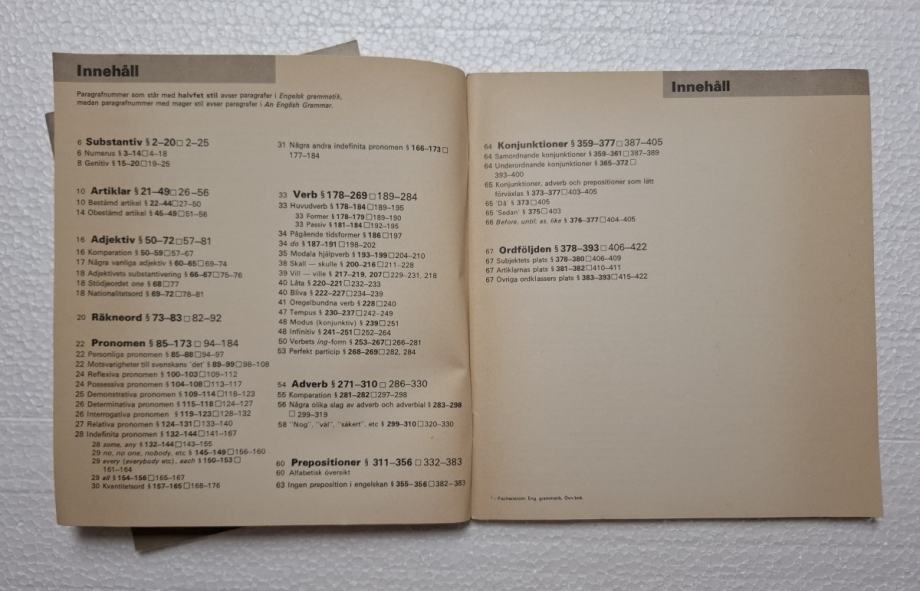 Innehåll
Paragrafnummer som står med halvfet stil avser paragrafer i Engelsk grammatik,
medan paragrafnummer med mager stil avser paragrafer i An English Grammar.
6 Substantiv § 2–20□ 2–25
6 Numerus § 3–14□4–18
8 Genitiv § 15–20□19–25
10 Artiklar § 21–49□26–56
10 Bestämd artikel § 22–44□27–50
14 Obestämd artikel § 45–49□51–56
16 Adjektiv § 50–72□57–81
16 Komparation § 50–59□57–67
17 Några vanliga adjektiv § 60–65□69–74
18 Adjektivets substantivering § 66–67□75–76
18 Stödjeordet one § 68□77
18 Nationalitetsord § 69–72□78–81
20 Räkneord § 73–83□ 82–92
22 Pronomen § 85–173□ 94–184
22 Personliga pronomen § 85–88□94–97
22 Motsvarigheter till svenskans 'det' § 89–99□98–108
24 Reflexiva pronomen § 100–103□109–112
24 Possessiva pronomen § 104–108□113–117
25 Demonstrativa pronomen § 109–114□118–123
26 Determinativa pronomen § 115–118□124–127
26 Interrogativa pronomen § 119–123□128–132
27 Relativa pronomen § 124–131□133–140
28 Indefinita pronomen § 132–144□141–167
28 some, any § 132–144□143–155
29 no, no one, nobody, etc § 145–149□156–160
29 every (everybody etc), each § 150–153□
161–164
29 all § 154–156□165–167
30 Kvantitetsord § 157–165□168–176
31 Några andra indefinita pronomen § 166–173□
177–184
33 Verb § 178–269□189–284
33 Huvudverb § 178–184□189–195
33 Former § 178–179□189–190
33 Passiv § 181–184□192–195
34 Pågående tidsformer § 186□197
34 do § 187–191□198–202
35 Modala hjälpverb § 193–199□204–210
38 Skall — skulle § 200–216□211–228
39 Vill — ville § 217–219, 207□229–231, 218
40 Låta § 220–221□232–233
40 Bliva § 222–227□234–239
41 Oregelbundna verb § 228□240
47 Tempus § 230–237□242–249
48 Modus (konjunktiv) § 239□251
48 Infinitiv § 241–251□252–264
50 Verbets ing-form § 253–267□266–281
53 Perfekt particip § 268–269□282, 284
54 Adverb § 271–310□286–330
55 Komparation § 281–282□297–298
56 Några olika slag av adverb och adverbial § 283–298
□ 299–319
58 "Nog", "väl", "säkert", etc § 299–310□320–330
60 Prepositioner § 311–356□332–383
60 Alfabetisk översikt
63 Ingen preposition i engelskan § 355–356□382–383
Innehåll
64 Konjunktioner § 359–377□387–405
64 Samordnande konjunktioner § 359–361□387–389
64 Underordnande konjunktioner § 365–372□
393–400
65 Konjunktioner, adverb och prepositioner som lätt
förväxlas § 373–377□403–405
65 'Då' § 373□405
65 'Sedan' § 375□403
66 Before, until; as, like § 376–377□404–405
67 Ordföljden § 378–393□406–422
67 Subjektets plats § 378–380□406–409
67 Artiklarnas plats § 381–382□410–411
67 Övriga ordklassers plats § 383–393□415–422
Eng. grammatik. Övn.bok